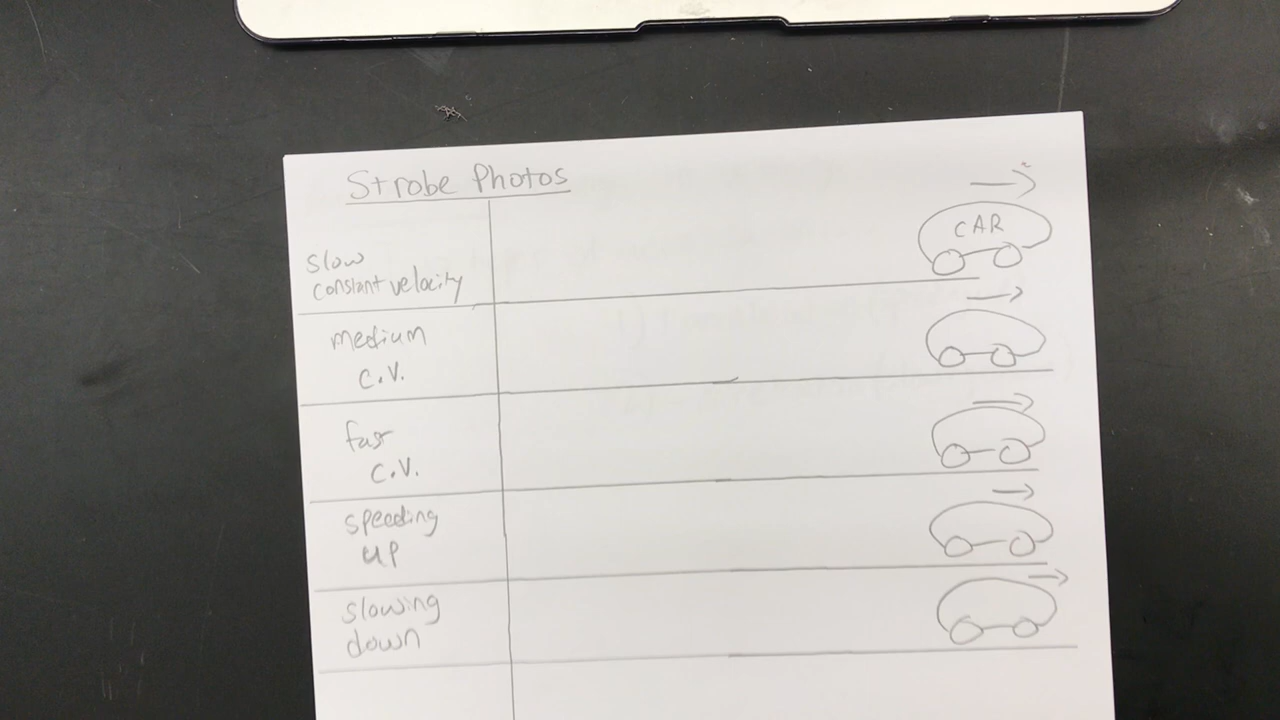 Strobe Photos
CAR
slow
constant velocity
medium
C.V.
fast
C.V.
speeding
up
slowing
down